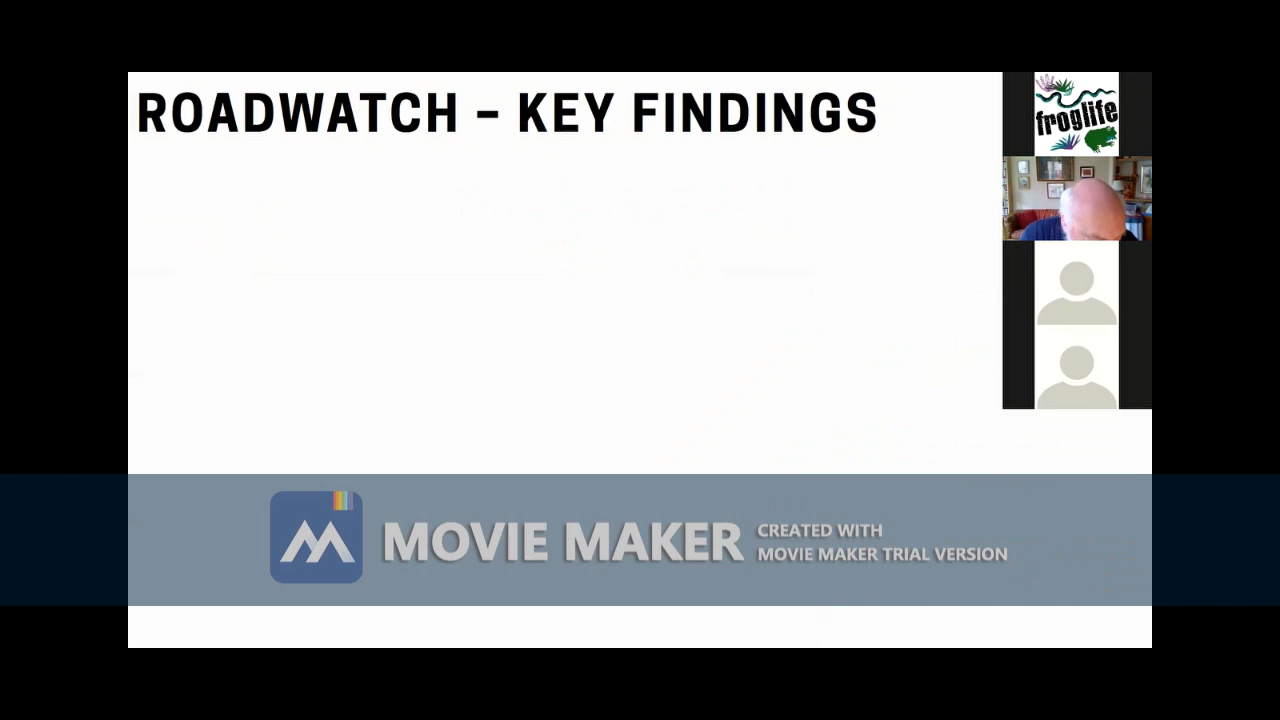 ROADWATCH – KEY FINDINGS
froglife
MOVIE MAKER
CREATED WITH
MOVIE MAKER TRIAL VERSION